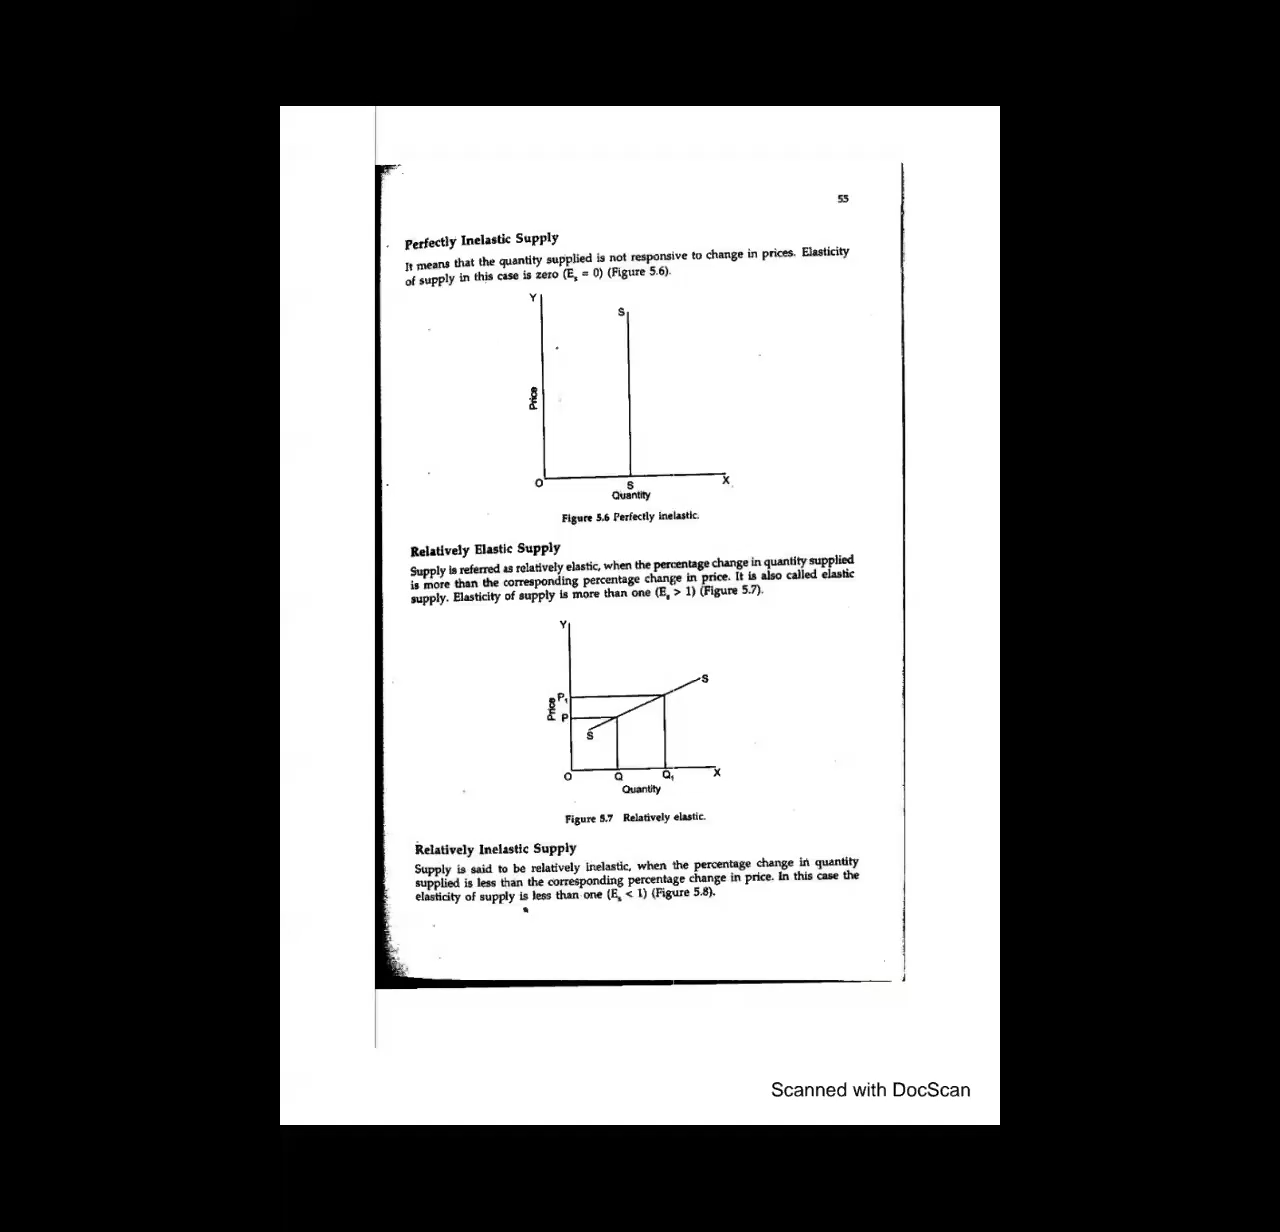 55
Perfectly Inelastic Supply
It means that the quantity supplied is not responsive to change in prices. Elasticity
of supply in this case is zero (Es = 0) (Figure 5.6).
Y
S
Price
O
S
X
Quantity
Figure 5.6 Perfectly inelastic.
Relatively Elastic Supply
Supply is referred as relatively elastic, when the percentage change in quantity supplied
is more than the corresponding percentage change in price. It is also called elastic
supply. Elasticity of supply is more than one (Es > 1) (Figure 5.7).
Y
S
P1
Price
P
S
O
Q
Q1
X
Quantity
Figure 5.7 Relatively elastic.
Relatively Inelastic Supply
Supply is said to be relatively inelastic, when the percentage change in quantity
supplied is less than the corresponding percentage change in price. In this case the
elasticity of supply is less than one (Es < 1) (Figure 5.8).
Scanned with DocScan